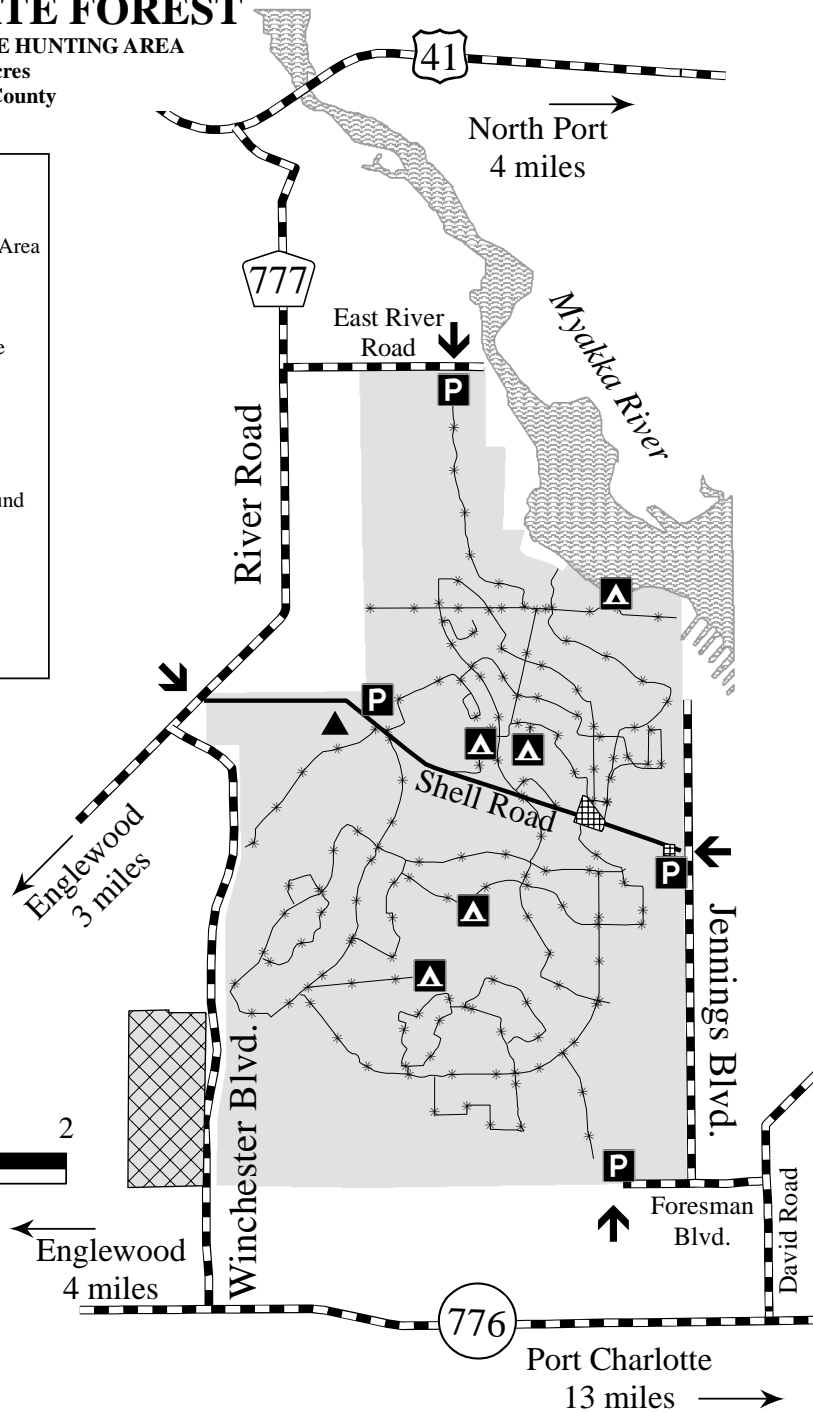 TE FOREST
E HUNTING AREA
cres
County
41
North Port
4 miles
Area
777
East River
Road
P
Myakka River
e
River Road
und
P
Shell Road
Englewood
3 miles
P
Jennings Blvd.
Winchester Blvd.
2
P
Foresman
Blvd.
David Road
Englewood
4 miles
776
Port Charlotte
13 miles